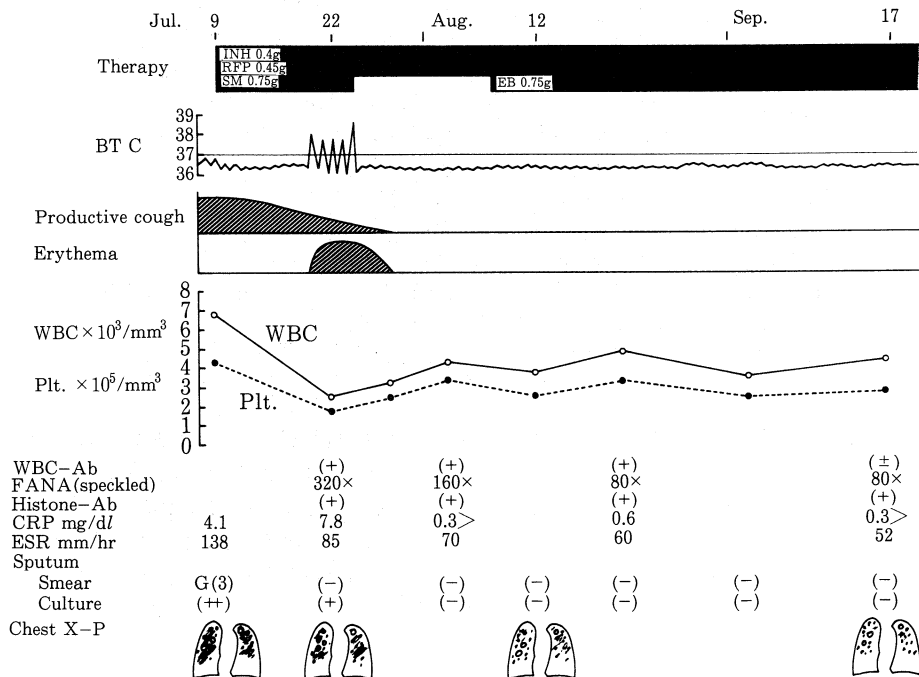 Jul. 9 22 Aug. 12 Sep. 17
Therapy
INH 0.4g
RFP 0.45g
SM 0.75g EB 0.75g
BT C
39
38
37
36
Productive cough
Erythema
8
7
6
5
4
3
2
1
0
WBC×10³/mm³
WBC
Plt. ×10⁵/mm³
Plt.
WBC-Ab (+) (+) (+) (±)
FANA(speckled) 320× 160× 80× 80×
Histone-Ab (+) (+) (+) (+)
CRP mg/dl 4.1 7.8 0.3> 0.6 0.3>
ESR mm/hr 138 85 70 60 52
Sputum
Smear G(3) (−) (−) (−) (−) (−) (−)
Culture (++) (+) (−) (−) (−) (−) (−)
Chest X-P